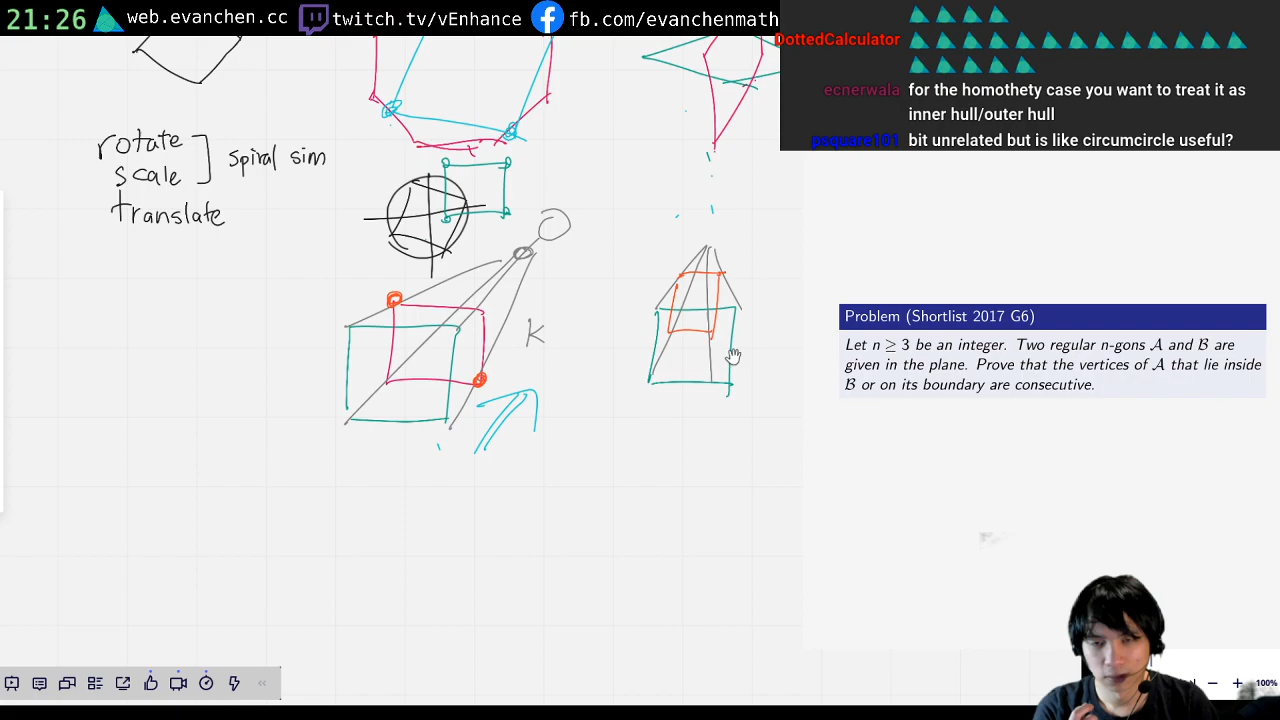 21:26 web.evanchen.cc twitch.tv/vEnhance fb.com/evanchenmath
DottedCalculator
ecnerwala for the homothety case you want to treat it as
inner hull/outer hull
psquare101 bit unrelated but is like circumcircle useful?
rotate
scale
spiral sim
translate
K
Problem (Shortlist 2017 G6)
Let n ≥ 3 be an integer. Two regular n-gons 𝒜 and ℬ are
given in the plane. Prove that the vertices of 𝒜 that lie inside
ℬ or on its boundary are consecutive.
100%